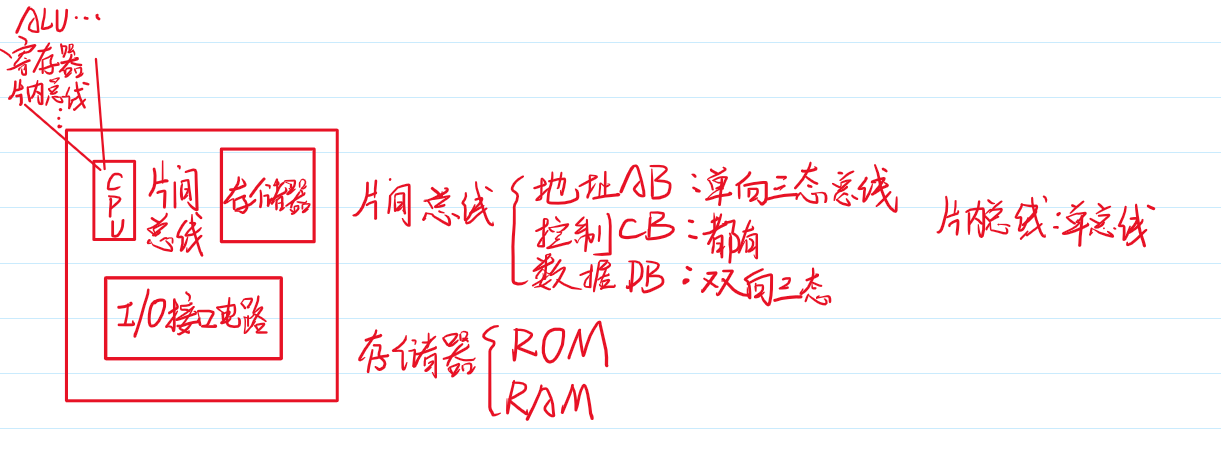 ALU…
寄存器
片内总线
…
CPU
片间
总线
存储器
I/O接口电路
片间总线
地址AB:单向三态总线
控制CB:都有
数据DB:双向三态
片内总线:单总线
存储器
ROM
RAM